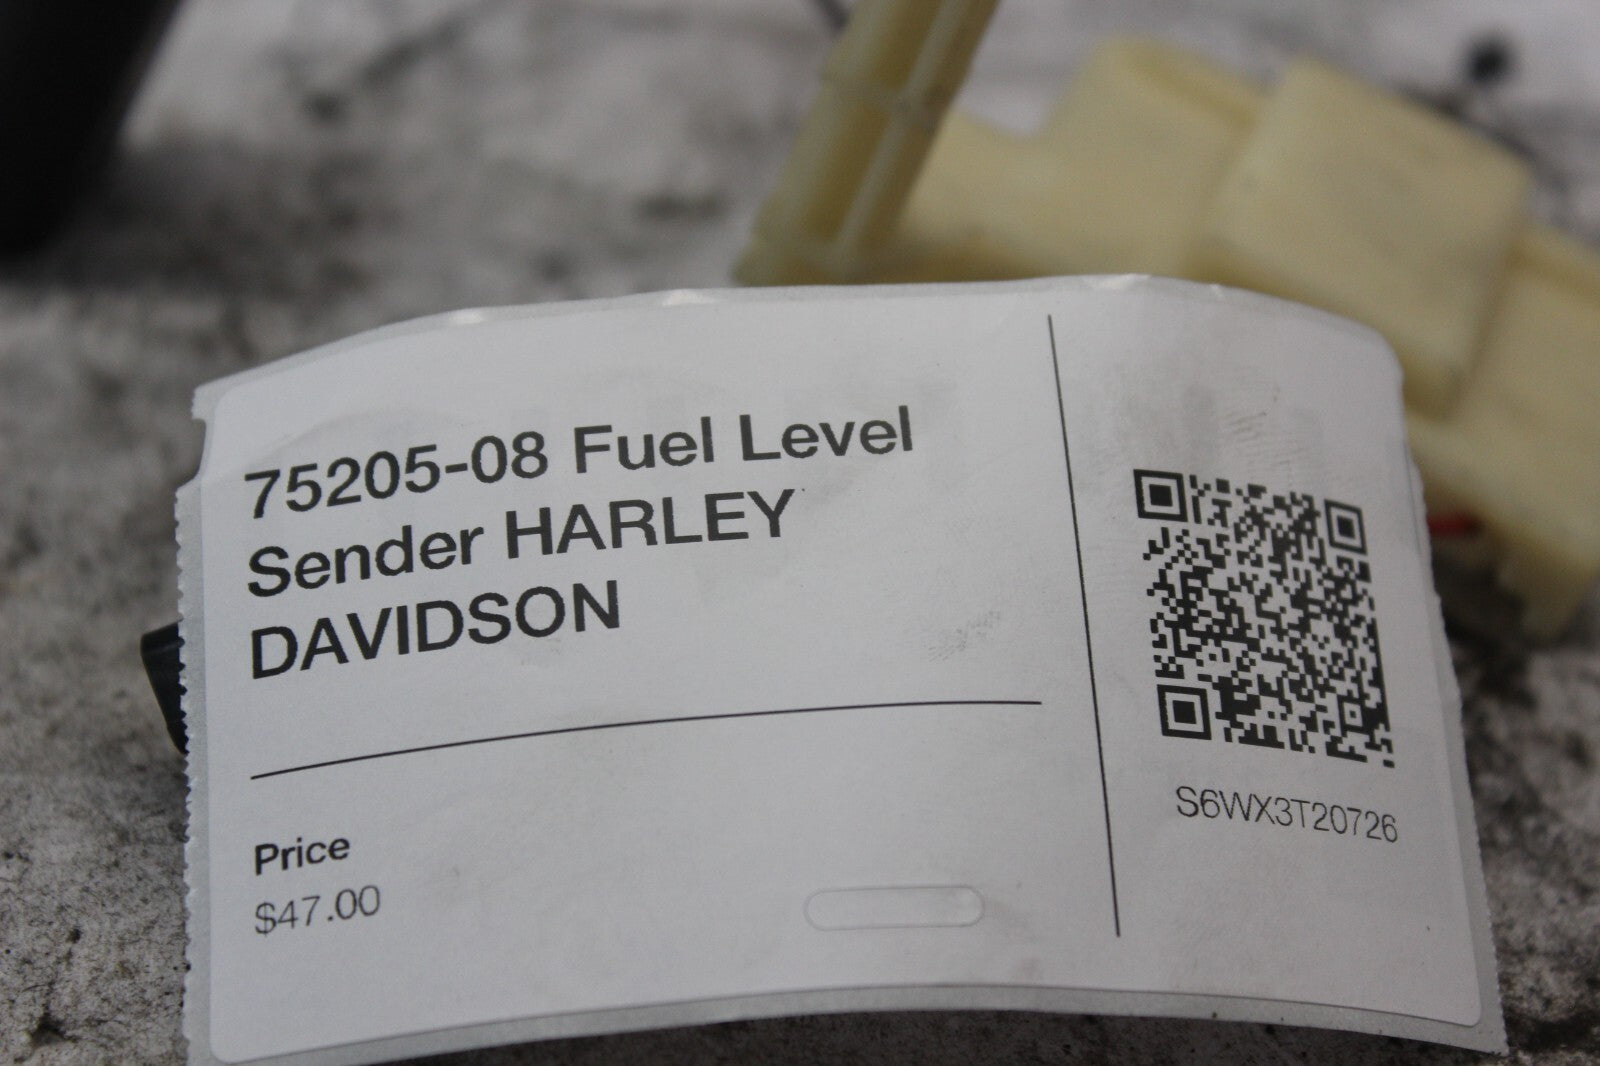 75205-08 Fuel Level
Sender HARLEY
DAVIDSON
Price
$47.00
S6WX3T20726